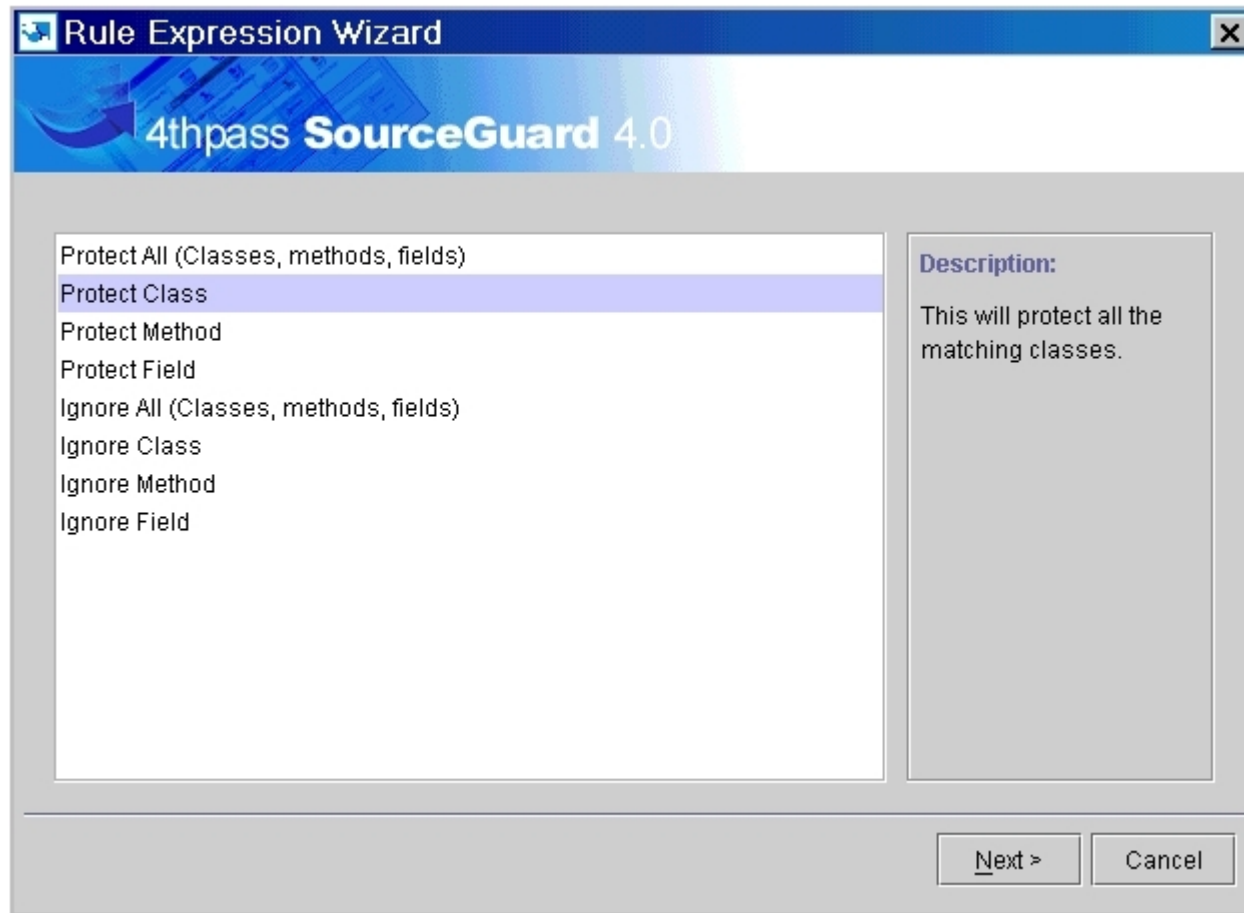 Rule Expression Wizard
4thpass SourceGuard 4.0
Protect All (Classes, methods, fields)
Protect Class
Protect Method
Protect Field
Ignore All (Classes, methods, fields)
Ignore Class
Ignore Method
Ignore Field
Description:
This will protect all the
matching classes.
Next >
Cancel